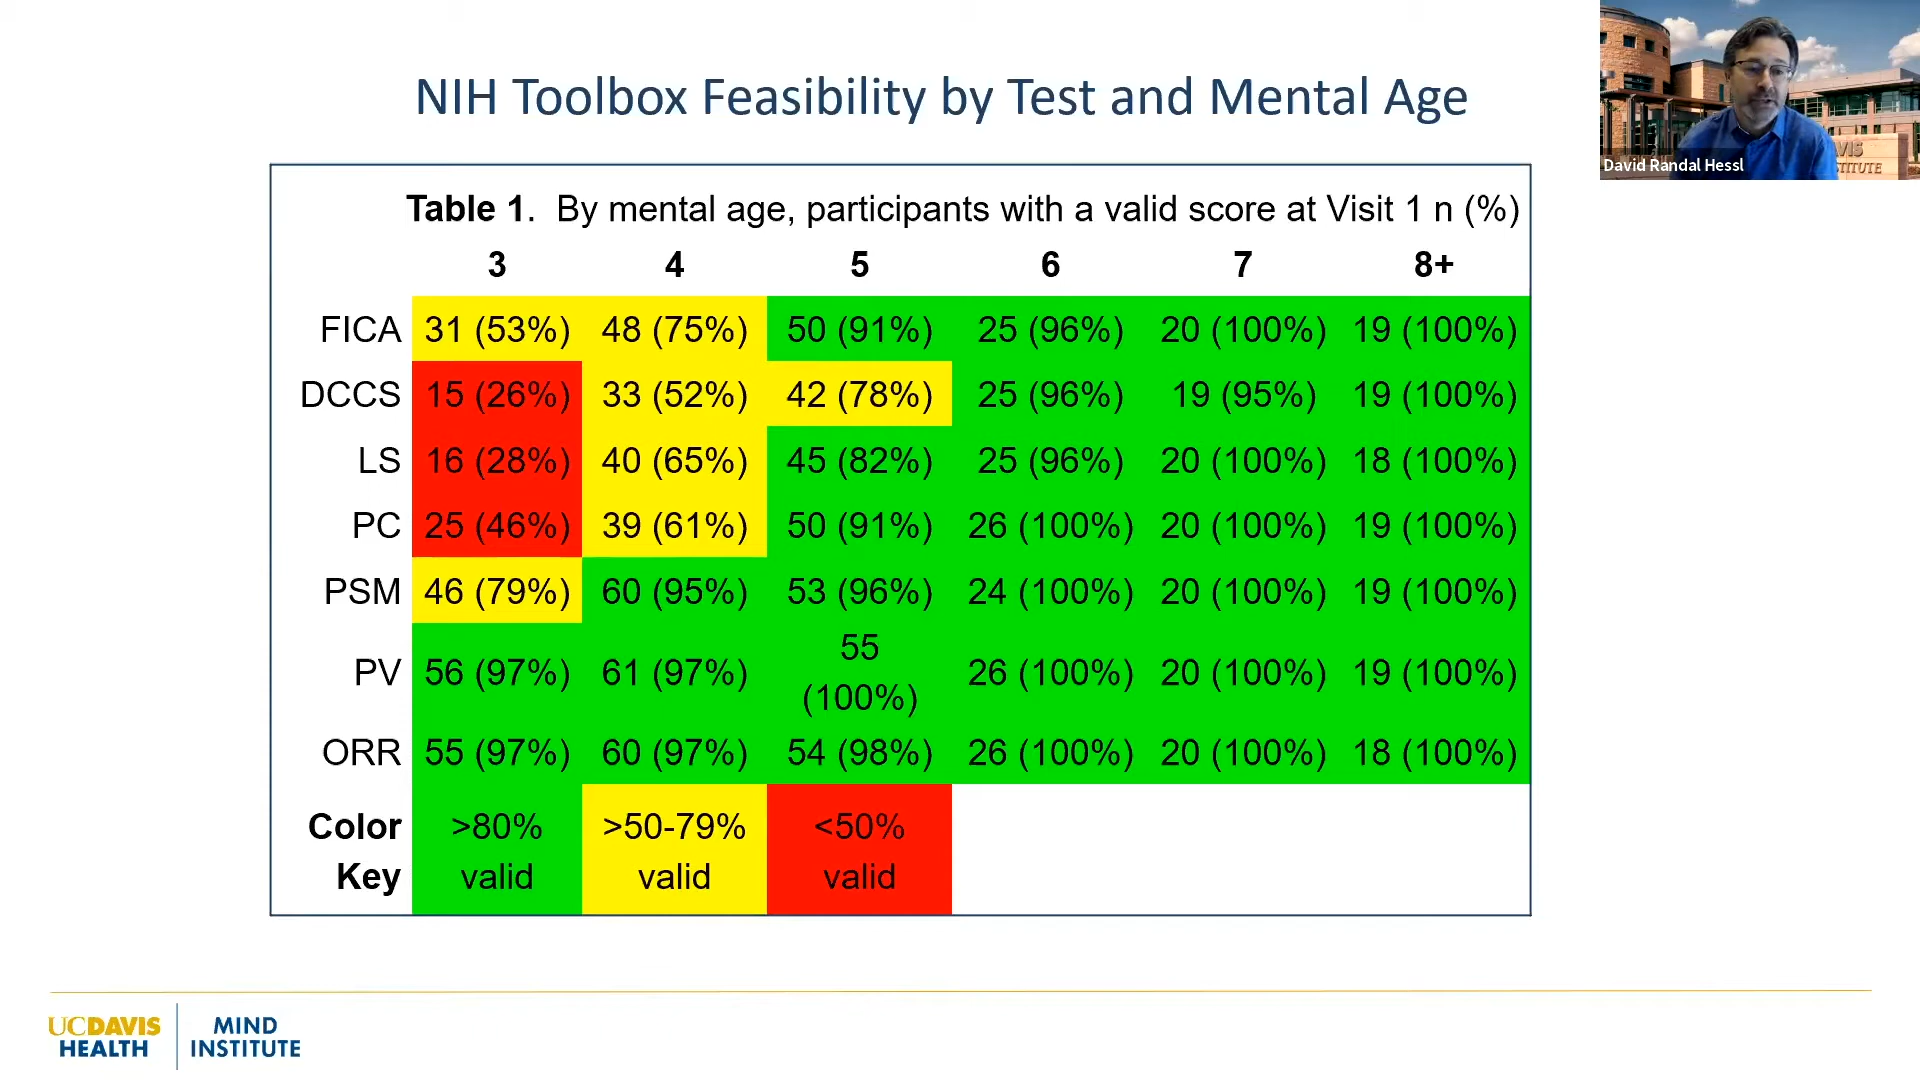 NIH Toolbox Feasibility by Test and Mental Age
David Randal Hessl
Table 1. By mental age, participants with a valid score at Visit 1 n (%)
3 4 5 6 7 8+
FICA 31 (53%) 48 (75%) 50 (91%) 25 (96%) 20 (100%) 19 (100%)
DCCS 15 (26%) 33 (52%) 42 (78%) 25 (96%) 19 (95%) 19 (100%)
LS 16 (28%) 40 (65%) 45 (82%) 25 (96%) 20 (100%) 18 (100%)
PC 25 (46%) 39 (61%) 50 (91%) 26 (100%) 20 (100%) 19 (100%)
PSM 46 (79%) 60 (95%) 53 (96%) 24 (100%) 20 (100%) 19 (100%)
PV 56 (97%) 61 (97%) 55 (100%) 26 (100%) 20 (100%) 19 (100%)
ORR 55 (97%) 60 (97%) 54 (98%) 26 (100%) 20 (100%) 18 (100%)
Color >80% >50-79% <50%
Key valid valid valid
UCDAVIS MIND
HEALTH INSTITUTE